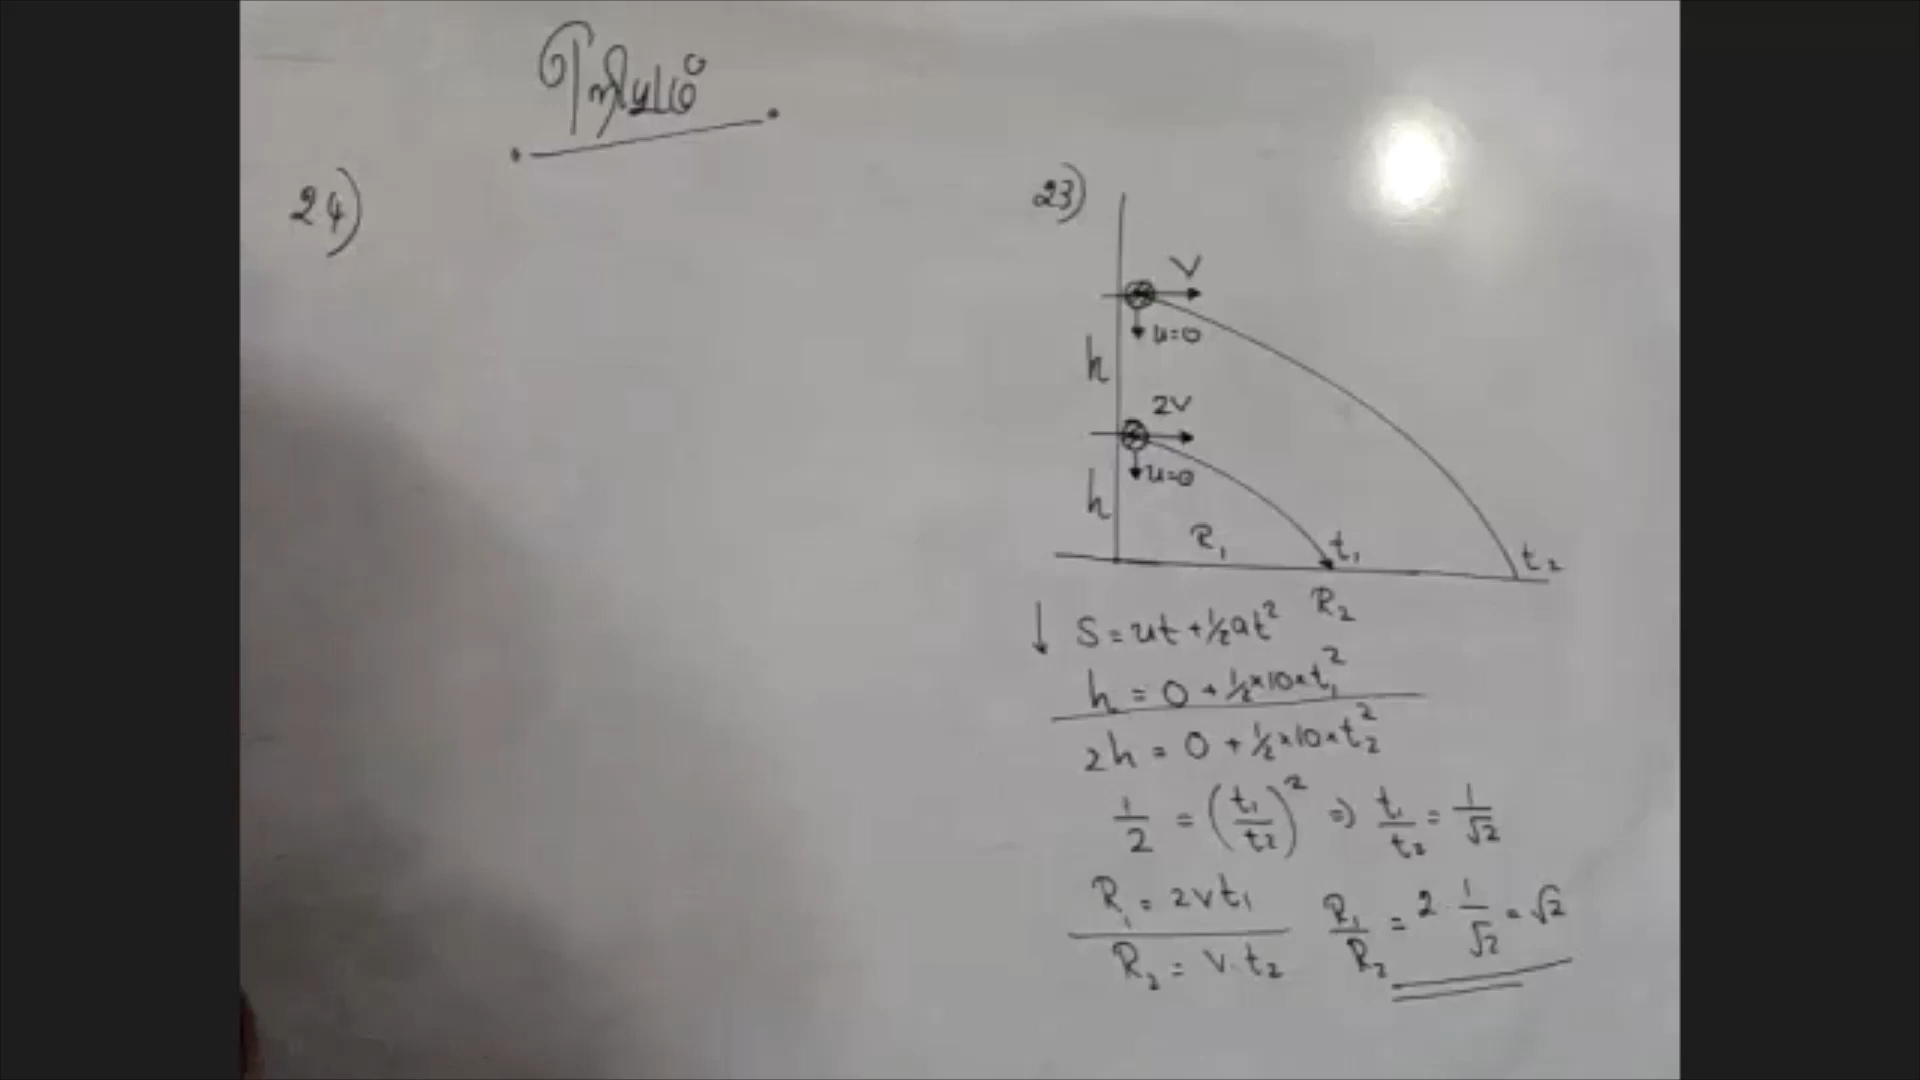 24)
23)
V
u=0
h
2V
u=0
h
R₁
t₁
t₂
R₂
↓ S = ut + ½at²
h = 0 + ½×10×t₁²
2h = 0 + ½×10×t₂²
1/2 = (t₁/t₂)² ⇒ t₁/t₂ = 1/√2
R₁ = 2vt₁
R₂ = V·t₂
R₁/R₂ = 2·1/√2 = √2